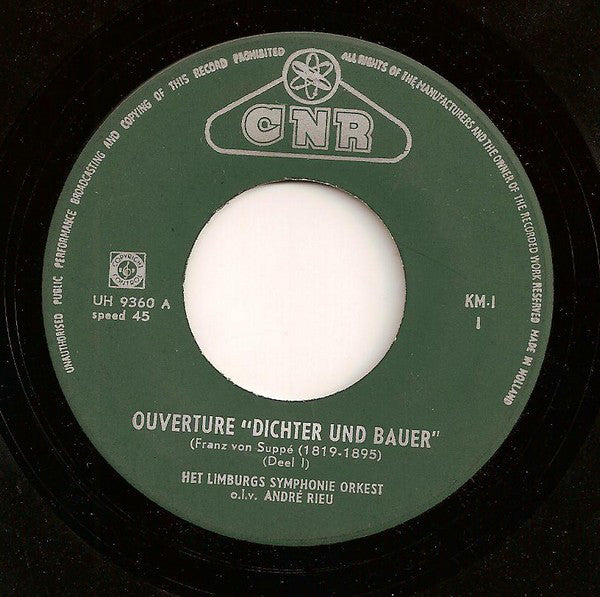 UNAUTHORISED PUBLIC PERFORMANCE BROADCASTING AND COPYING OF THIS RECORD PROHIBITED
ALL RIGHTS OF THE MANUFACTURERS AND THE OWNER OF THE RECORDED WORK RESERVED MADE IN HOLLAND
CNR
UH 9360 A
speed 45
KM-1
1
OUVERTURE "DICHTER UND BAUER"
(Franz von Suppé (1819-1895)
(Deel 1)
HET LIMBURGS SYMPHONIE ORKEST
o.l.v. ANDRÉ RIEU